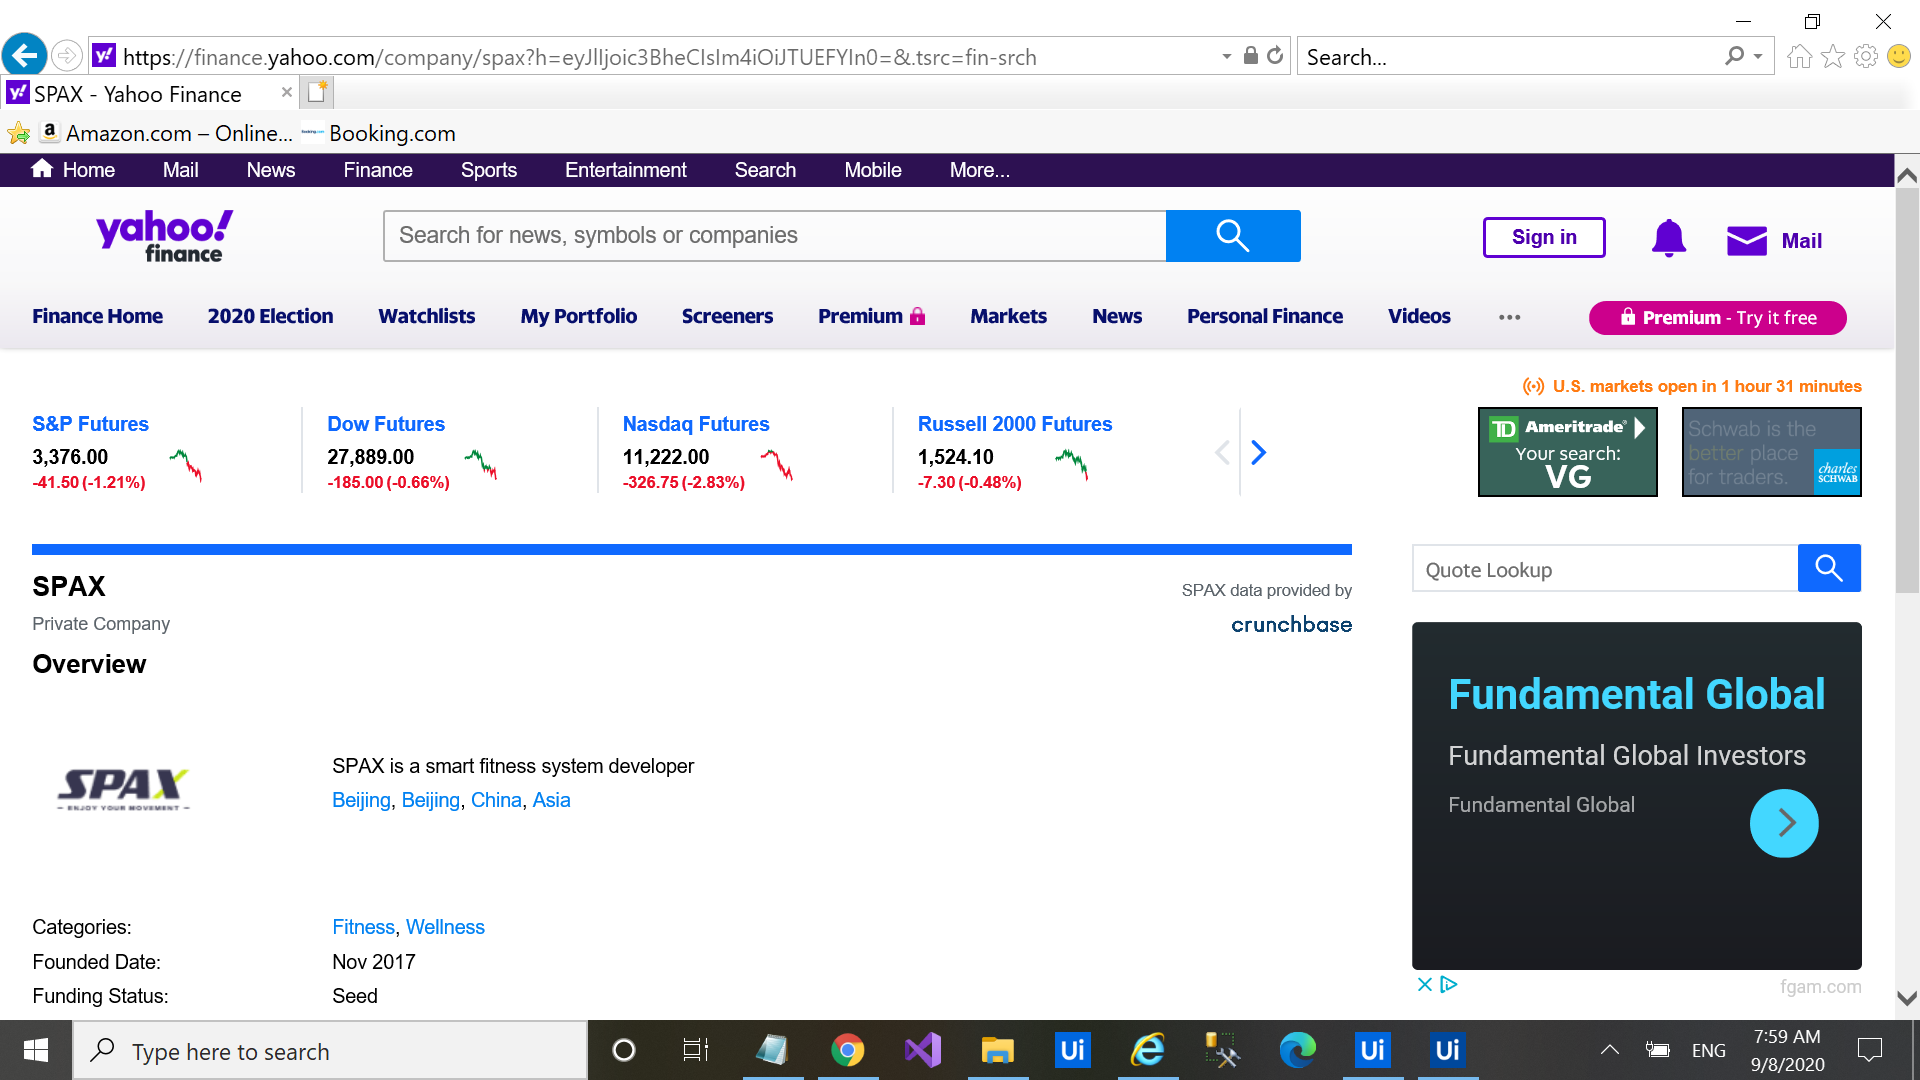 https://finance.yahoo.com/company/spax?h=eyJlIjoic3BheCIsIm4iOiJTUEFYIn0=&.tsrc=fin-srch
Search...
SPAX - Yahoo Finance
Amazon.com – Online...
Booking.com
Home Mail News Finance Sports Entertainment Search Mobile More...
yahoo!
finance
Search for news, symbols or companies
Sign in
Mail
Finance Home 2020 Election Watchlists My Portfolio Screeners Premium Markets News Personal Finance Videos ... Premium - Try it free
U.S. markets open in 1 hour 31 minutes
S&P Futures
3,376.00
-41.50 (-1.21%)
Dow Futures
27,889.00
-185.00 (-0.66%)
Nasdaq Futures
11,222.00
-326.75 (-2.83%)
Russell 2000 Futures
1,524.10
-7.30 (-0.48%)
TD Ameritrade
Your search:
VG
Schwab is the
better place
for traders.
charles
SCHWAB
SPAX
Private Company
SPAX data provided by
crunchbase
Quote Lookup
Overview
SPAX
ENJOY YOUR MOVEMENT
SPAX is a smart fitness system developer
Beijing, Beijing, China, Asia
Categories: Fitness, Wellness
Founded Date: Nov 2017
Funding Status: Seed
Fundamental Global
Fundamental Global Investors
Fundamental Global
fgam.com
Type here to search
Ui
Ui
Ui
ENG
7:59 AM
9/8/2020